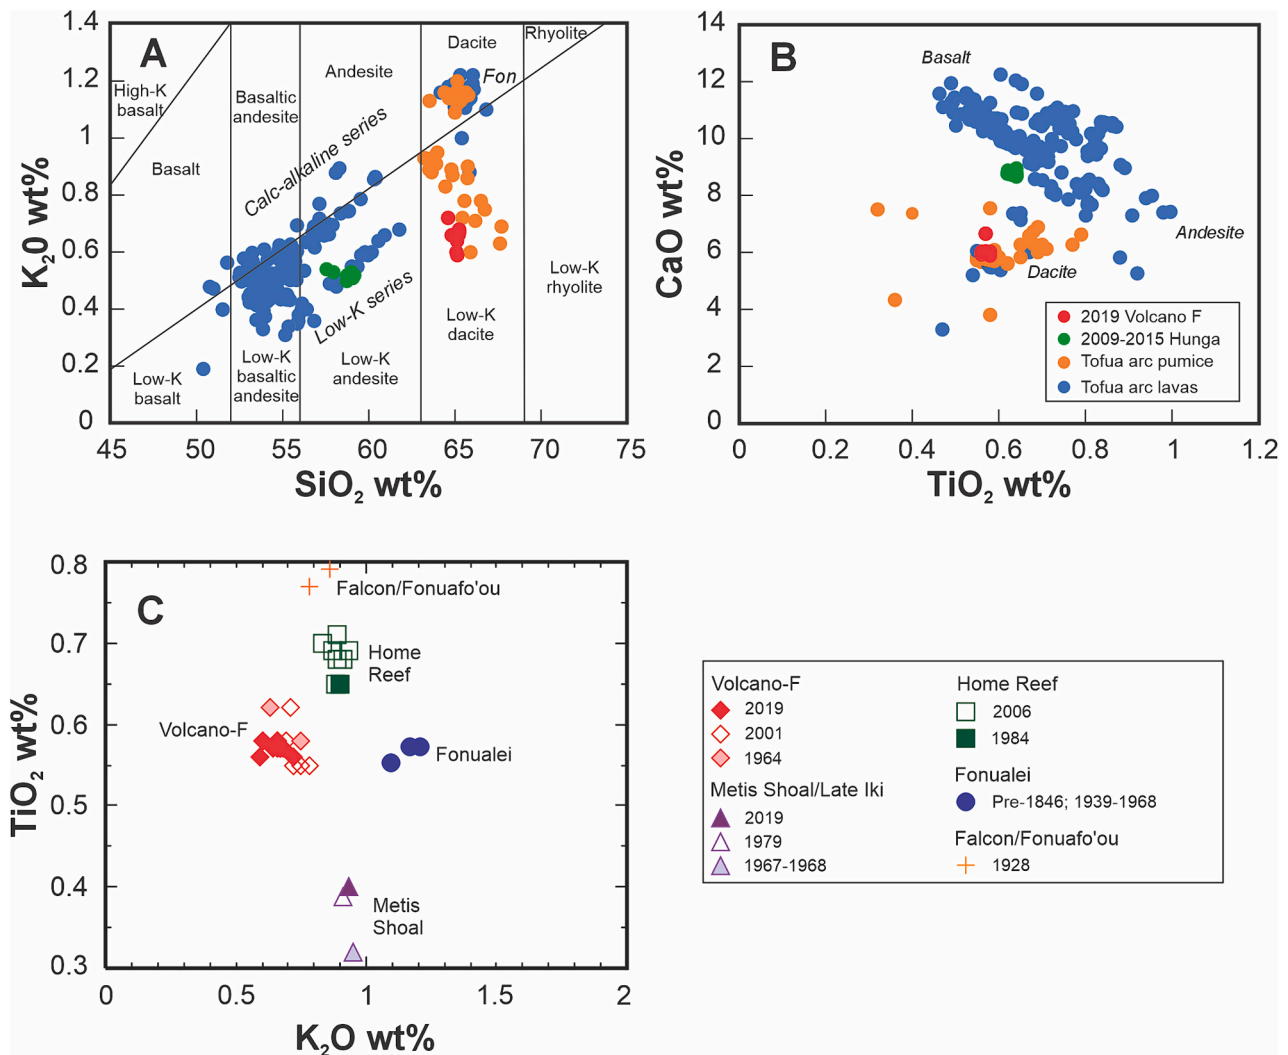 A
1.4
1.2
1
0.8
0.6
0.4
0.2
0
K₂0 wt%
45
50
55
60
65
70
75
SiO₂ wt%
High-K
basalt
Basalt
Basaltic
andesite
Andesite
Dacite
Rhyolite
Fon
Calc-alkaline series
Low-K series
Low-K
basalt
Low-K
basaltic
andesite
Low-K
andesite
Low-K
dacite
Low-K
rhyolite
B
14
12
10
8
6
4
2
0
CaO wt%
0
0.2
0.4
0.6
0.8
1
1.2
TiO₂ wt%
Basalt
Andesite
Dacite
2019 Volcano F
2009-2015 Hunga
Tofua arc pumice
Tofua arc lavas
C
0.8
0.7
0.6
0.5
0.4
0.3
TiO₂ wt%
0
0.5
1
1.5
2
K₂O wt%
Falcon/Fonuafo'ou
Home
Reef
Volcano-F
Fonualei
Metis
Shoal
Volcano-F
2019
2001
1964
Metis Shoal/Late Iki
2019
1979
1967-1968
Home Reef
2006
1984
Fonualei
Pre-1846; 1939-1968
Falcon/Fonuafo'ou
1928